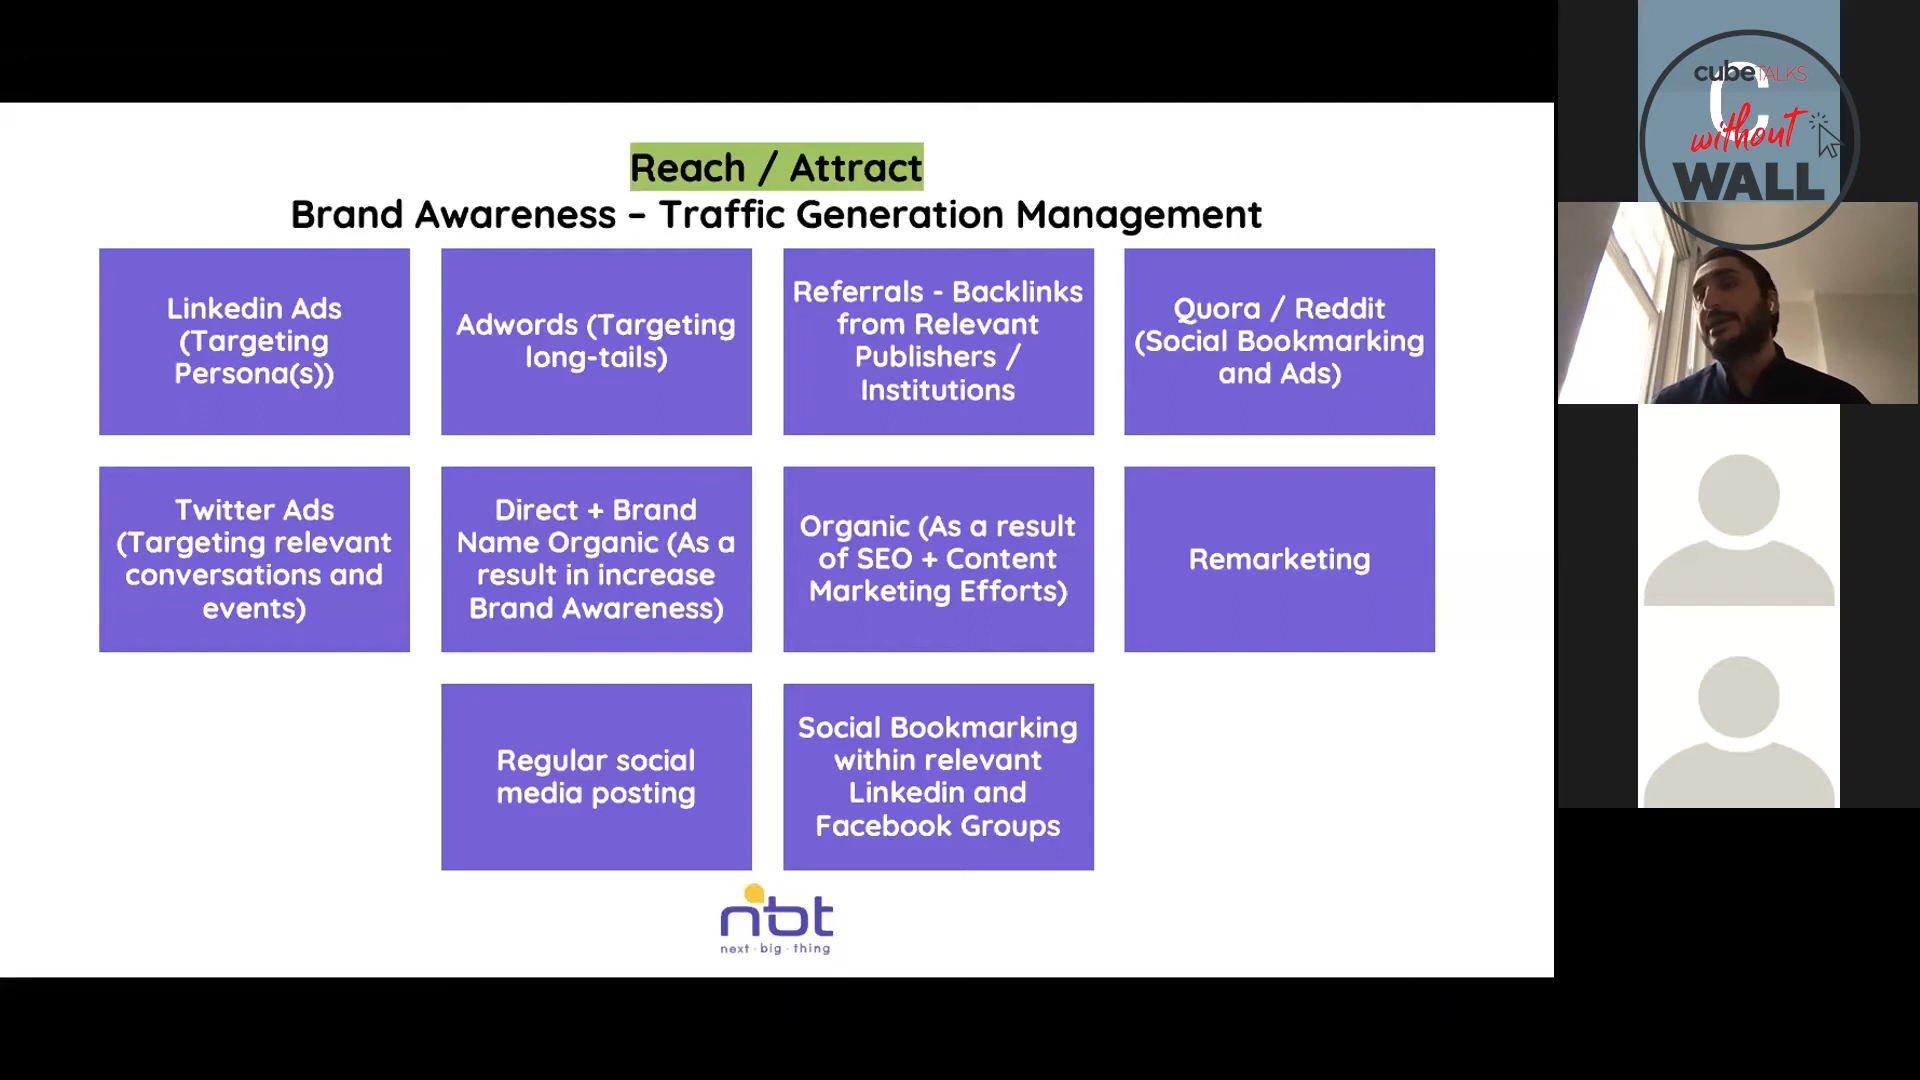 Reach / Attract
Brand Awareness – Traffic Generation Management
Linkedin Ads
(Targeting
Persona(s))
Adwords (Targeting
long-tails)
Referrals - Backlinks
from Relevant
Publishers /
Institutions
Quora / Reddit
(Social Bookmarking
and Ads)
Twitter Ads
(Targeting relevant
conversations and
events)
Direct + Brand
Name Organic (As a
result in increase
Brand Awareness)
Organic (As a result
of SEO + Content
Marketing Efforts)
Remarketing
Regular social
media posting
Social Bookmarking
within relevant
Linkedin and
Facebook Groups
nbt
next · big · thing
cubeTALKS
C
without
WALL